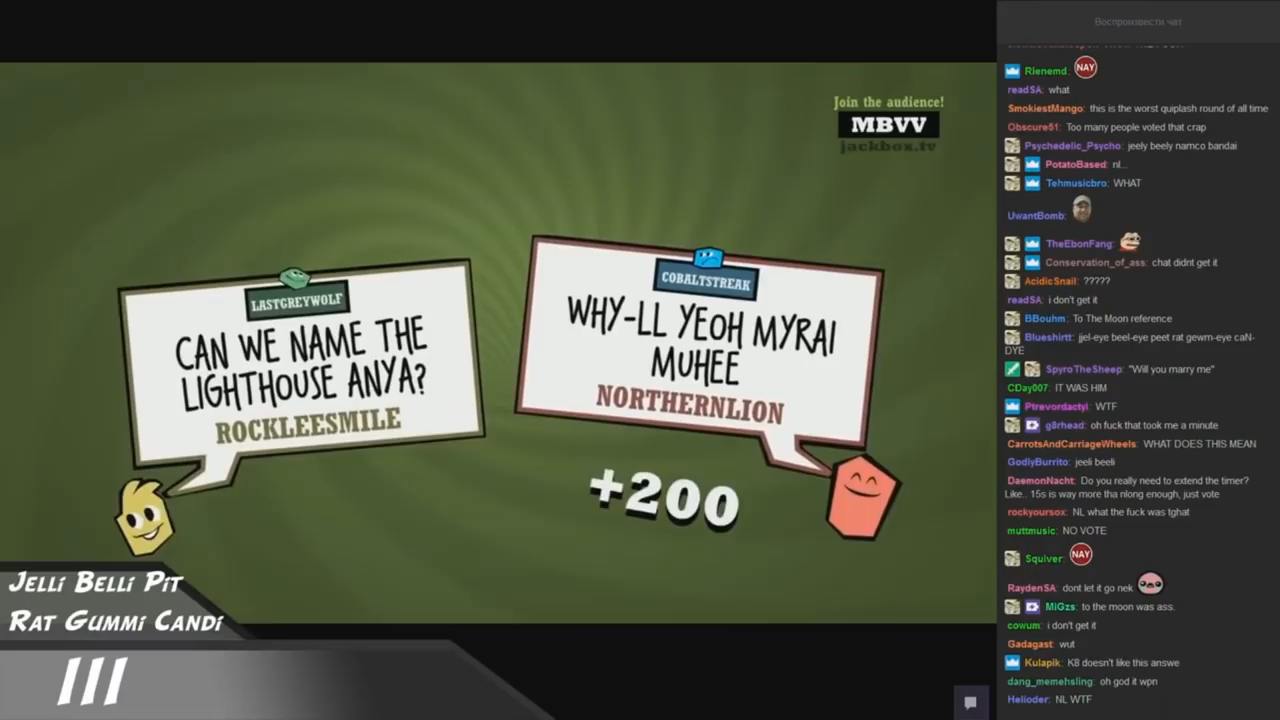 Join the audience!
MBVV
jackbox.tv
LASTGREYWOLF
CAN WE NAME THE
LIGHTHOUSE ANYA?
ROCKLEESMILE
COBALTSTREAK
WHY-LL YEOH MYRAI
MUHEE
NORTHERNLION
+200
Jelli Belli Pit
Rat Gummi Candi
III
Воспроизвести чат
Rienemd: NAY
readSA: what
SmokiestMango: this is the worst quiplash round of all time
Obscure51: Too many people voted that crap
Psychedelic_Psycho: jeely beely namco bandai
PotatoBased: nl..
Tehmusicbro: WHAT
UwantBomb:
TheEbonFang:
Conservation_of_ass: chat didnt get it
AcidicSnail: ?????
readSA: i don't get it
BBouhm: To The Moon reference
Blueshirtt: jjel-eye beel-eye peet rat gewm-eye caN-
DYE
SpyroTheSheep: "Will you marry me"
CDay007: IT WAS HIM
Ptrevordactyl: WTF
g8rhead: oh fuck that took me a minute
CarrotsAndCarriageWheels: WHAT DOES THIS MEAN
GodlyBurrito: jeeli beeli
DaemonNacht: Do you really need to extend the timer?
Like.. 15s is way more tha nlong enough, just vote
rockyoursox: NL what the fuck was tghat
muttmusic: NO VOTE
Squiver: NAY
RaydenSA: dont let it go nek
MiGzs: to the moon was ass.
cowum: i don't get it
Gadagast: wut
Kulapik: K8 doesn't like this answe
dang_memehsling: oh god it wpn
Helioder: NL WTF